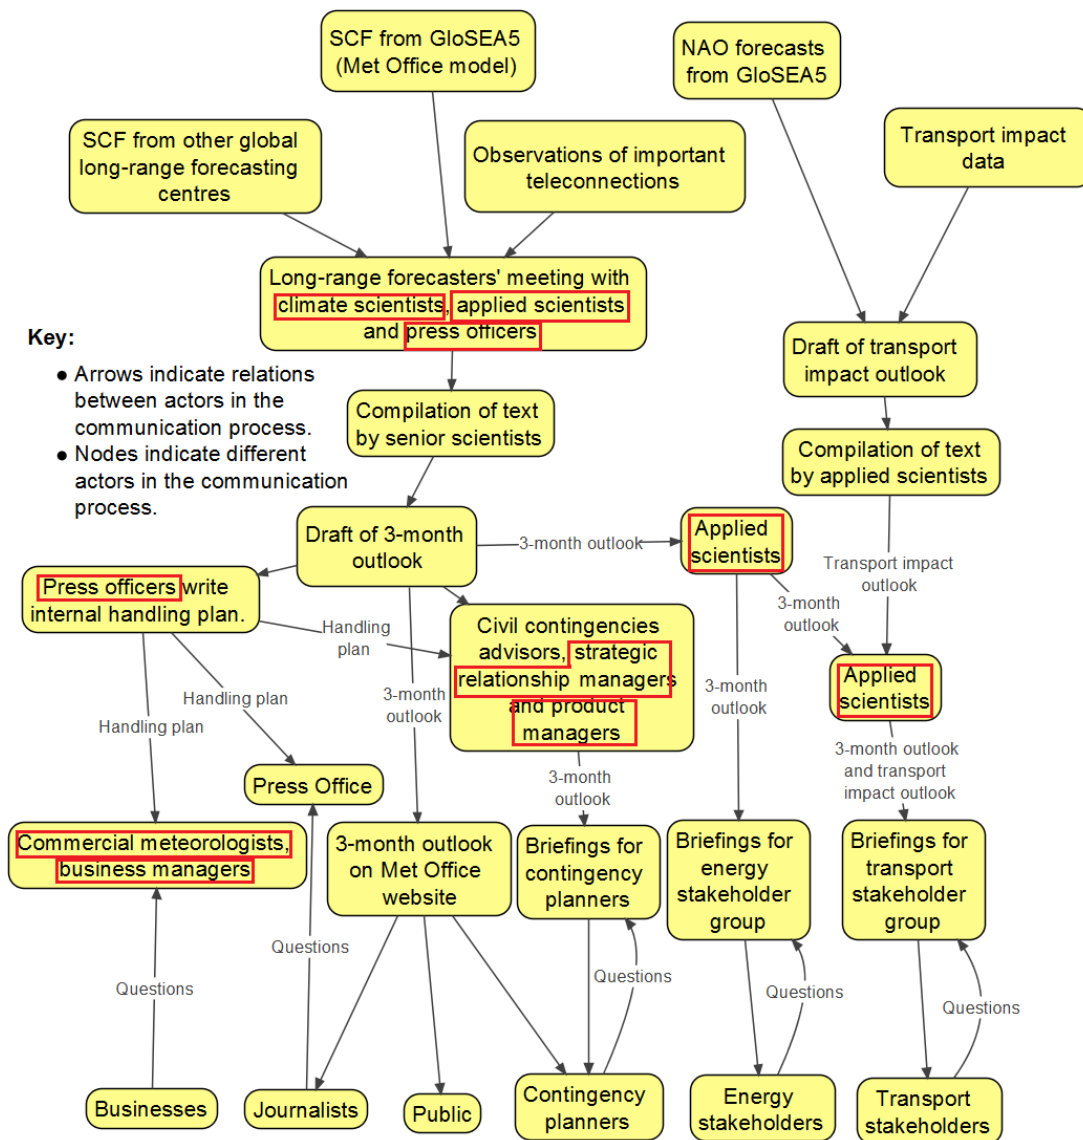 SCF from GloSEA5
(Met Office model)
NAO forecasts
from GloSEA5
SCF from other global
long-range forecasting
centres
Observations of important
teleconnections
Transport impact
data
Long-range forecasters' meeting with
climate scientists, applied scientists
and press officers
Key:
● Arrows indicate relations
between actors in the
communication process.
● Nodes indicate different
actors in the communication
process.
Draft of transport
impact outlook
Compilation of text
by senior scientists
Compilation of text
by applied scientists
Draft of 3-month
outlook
3-month outlook
Applied
scientists
Transport impact
outlook
3-month
outlook
Press officers write
internal handling plan.
Handling
plan
Civil contingencies
advisors, strategic
relationship managers
and product
managers
Applied
scientists
3-month
outlook
3-month
outlook
Handling plan
Handling plan
3-month outlook
and transport
impact outlook
3-month
outlook
Press Office
Commercial meteorologists,
business managers
3-month outlook
on Met Office
website
Briefings for
contingency
planners
Briefings for
energy
stakeholder
group
Briefings for
transport
stakeholder
group
Questions
Questions
Questions
Questions
Questions
Businesses
Journalists
Public
Contingency
planners
Energy
stakeholders
Transport
stakeholders